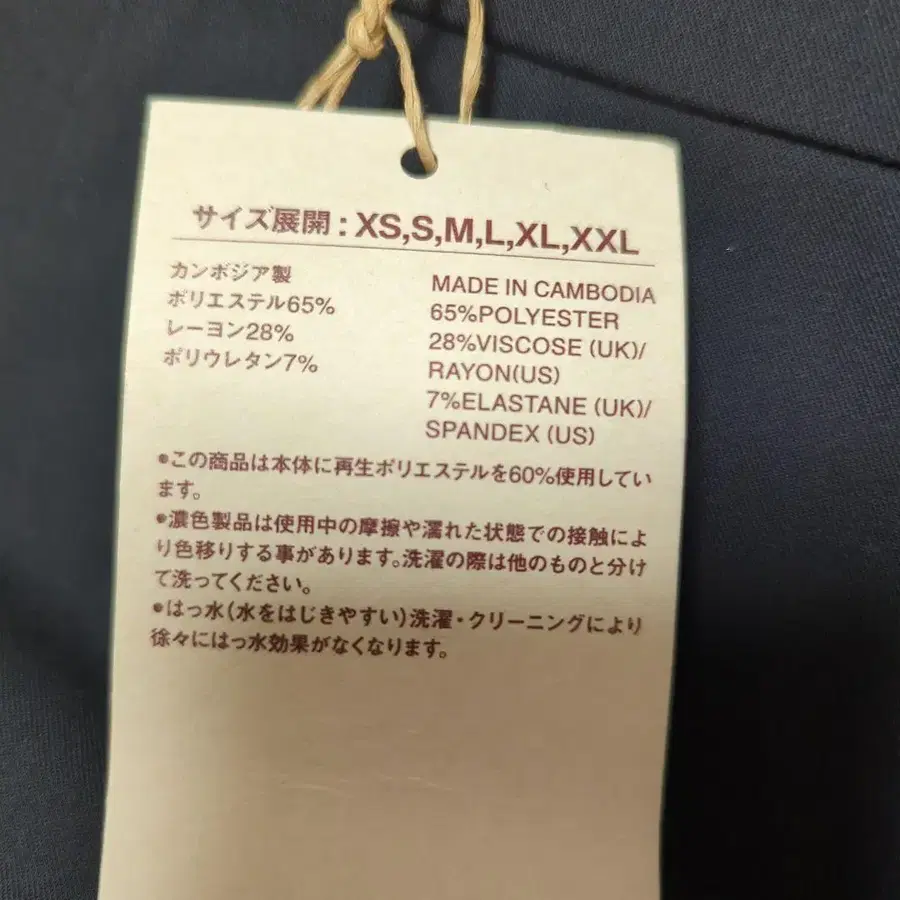 サイズ展開 : XS,S,M,L,XL,XXL
カンボジア製
ポリエステル65%
レーヨン28%
ポリウレタン7%
MADE IN CAMBODIA
65%POLYESTER
28%VISCOSE (UK)/
RAYON(US)
7%ELASTANE (UK)/
SPANDEX (US)
●この商品は本体に再生ポリエステルを60%使用してい
ます。
●濃色製品は使用中の摩擦や濡れた状態での接触によ
り色移りする事があります。洗濯の際は他のものと分け
て洗ってください。
●はっ水(水をはじきやすい)洗濯・クリーニングにより
徐々にはっ水効果がなくなります。